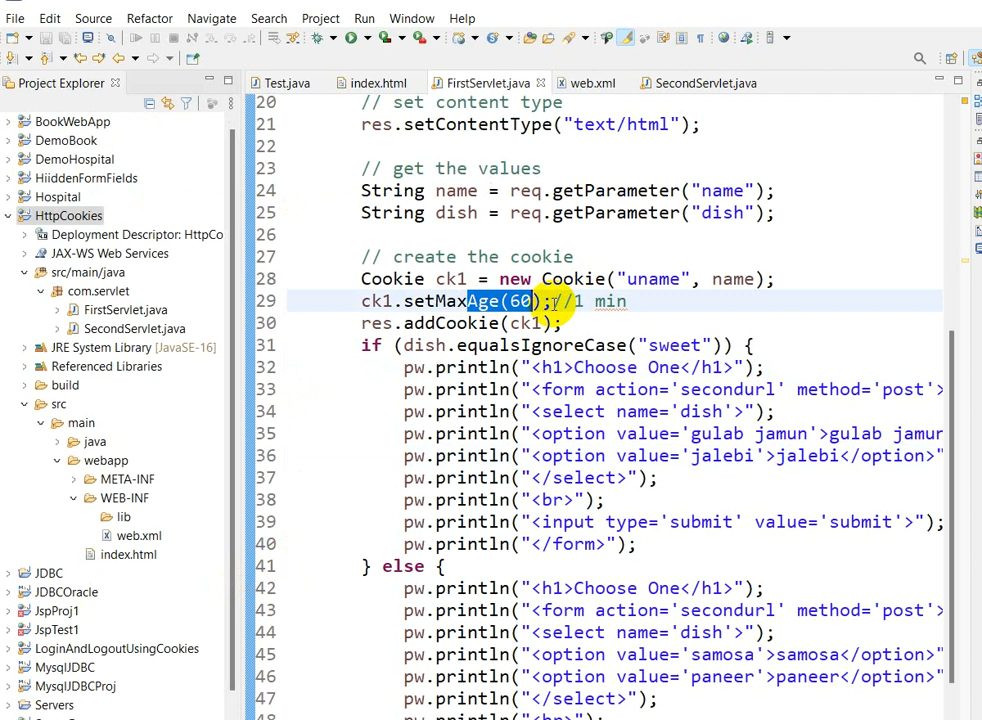 File Edit Source Refactor Navigate Search Project Run Window Help
Project Explorer
Test.java index.html FirstServlet.java web.xml SecondServlet.java
BookWebApp
DemoBook
DemoHospital
HiiddenFormFields
Hospital
HttpCookies
Deployment Descriptor: HttpCo
JAX-WS Web Services
src/main/java
com.servlet
FirstServlet.java
SecondServlet.java
JRE System Library [JavaSE-16]
Referenced Libraries
build
src
main
java
webapp
META-INF
WEB-INF
lib
web.xml
index.html
JDBC
JDBCOracle
JspProj1
JspTest1
LoginAndLogoutUsingCookies
MysqlJDBC
MysqlJDBCProj
Servers
20 // set content type
21 res.setContentType("text/html");
22
23 // get the values
24 String name = req.getParameter("name");
25 String dish = req.getParameter("dish");
26
27 // create the cookie
28 Cookie ck1 = new Cookie("uname", name);
29 ck1.setMaxAge(60);//1 min
30 res.addCookie(ck1);
31 if (dish.equalsIgnoreCase("sweet")) {
32 pw.println("<h1>Choose One</h1>");
33 pw.println("<form action='secondurl' method='post'>
34 pw.println("<select name='dish'>");
35 pw.println("<option value='gulab jamun'>gulab jamun
36 pw.println("<option value='jalebi'>jalebi</option>"
37 pw.println("</select>");
38 pw.println("<br>");
39 pw.println("<input type='submit' value='submit'>");
40 pw.println("</form>");
41 } else {
42 pw.println("<h1>Choose One</h1>");
43 pw.println("<form action='secondurl' method='post'>
44 pw.println("<select name='dish'>");
45 pw.println("<option value='samosa'>samosa</option>"
46 pw.println("<option value='paneer'>paneer</option>"
47 pw.println("</select>");
48 pw.println("<br>");